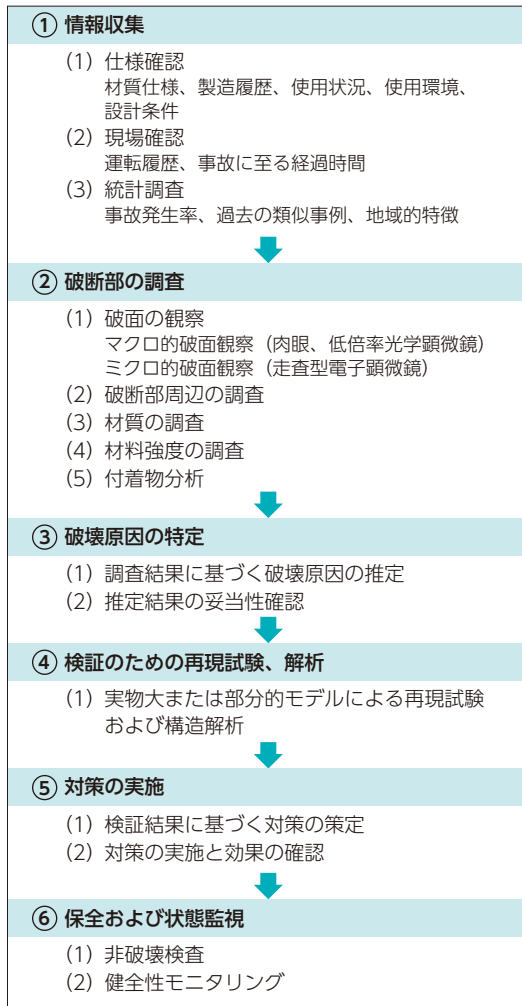 ① 情報収集
（1）仕様確認
材質仕様、製造履歴、使用状況、使用環境、
設計条件
（2）現場確認
運転履歴、事故に至る経過時間
（3）統計調査
事故発生率、過去の類似事例、地域的特徴
② 破断部の調査
（1）破面の観察
マクロ的破面観察（肉眼、低倍率光学顕微鏡）
ミクロ的破面観察（走査型電子顕微鏡）
（2）破断部周辺の調査
（3）材質の調査
（4）材料強度の調査
（5）付着物分析
③ 破壊原因の特定
（1）調査結果に基づく破壊原因の推定
（2）推定結果の妥当性確認
④ 検証のための再現試験、解析
（1）実物大または部分的モデルによる再現試験
および構造解析
⑤ 対策の実施
（1）検証結果に基づく対策の策定
（2）対策の実施と効果の確認
⑥ 保全および状態監視
（1）非破壊検査
（2）健全性モニタリング